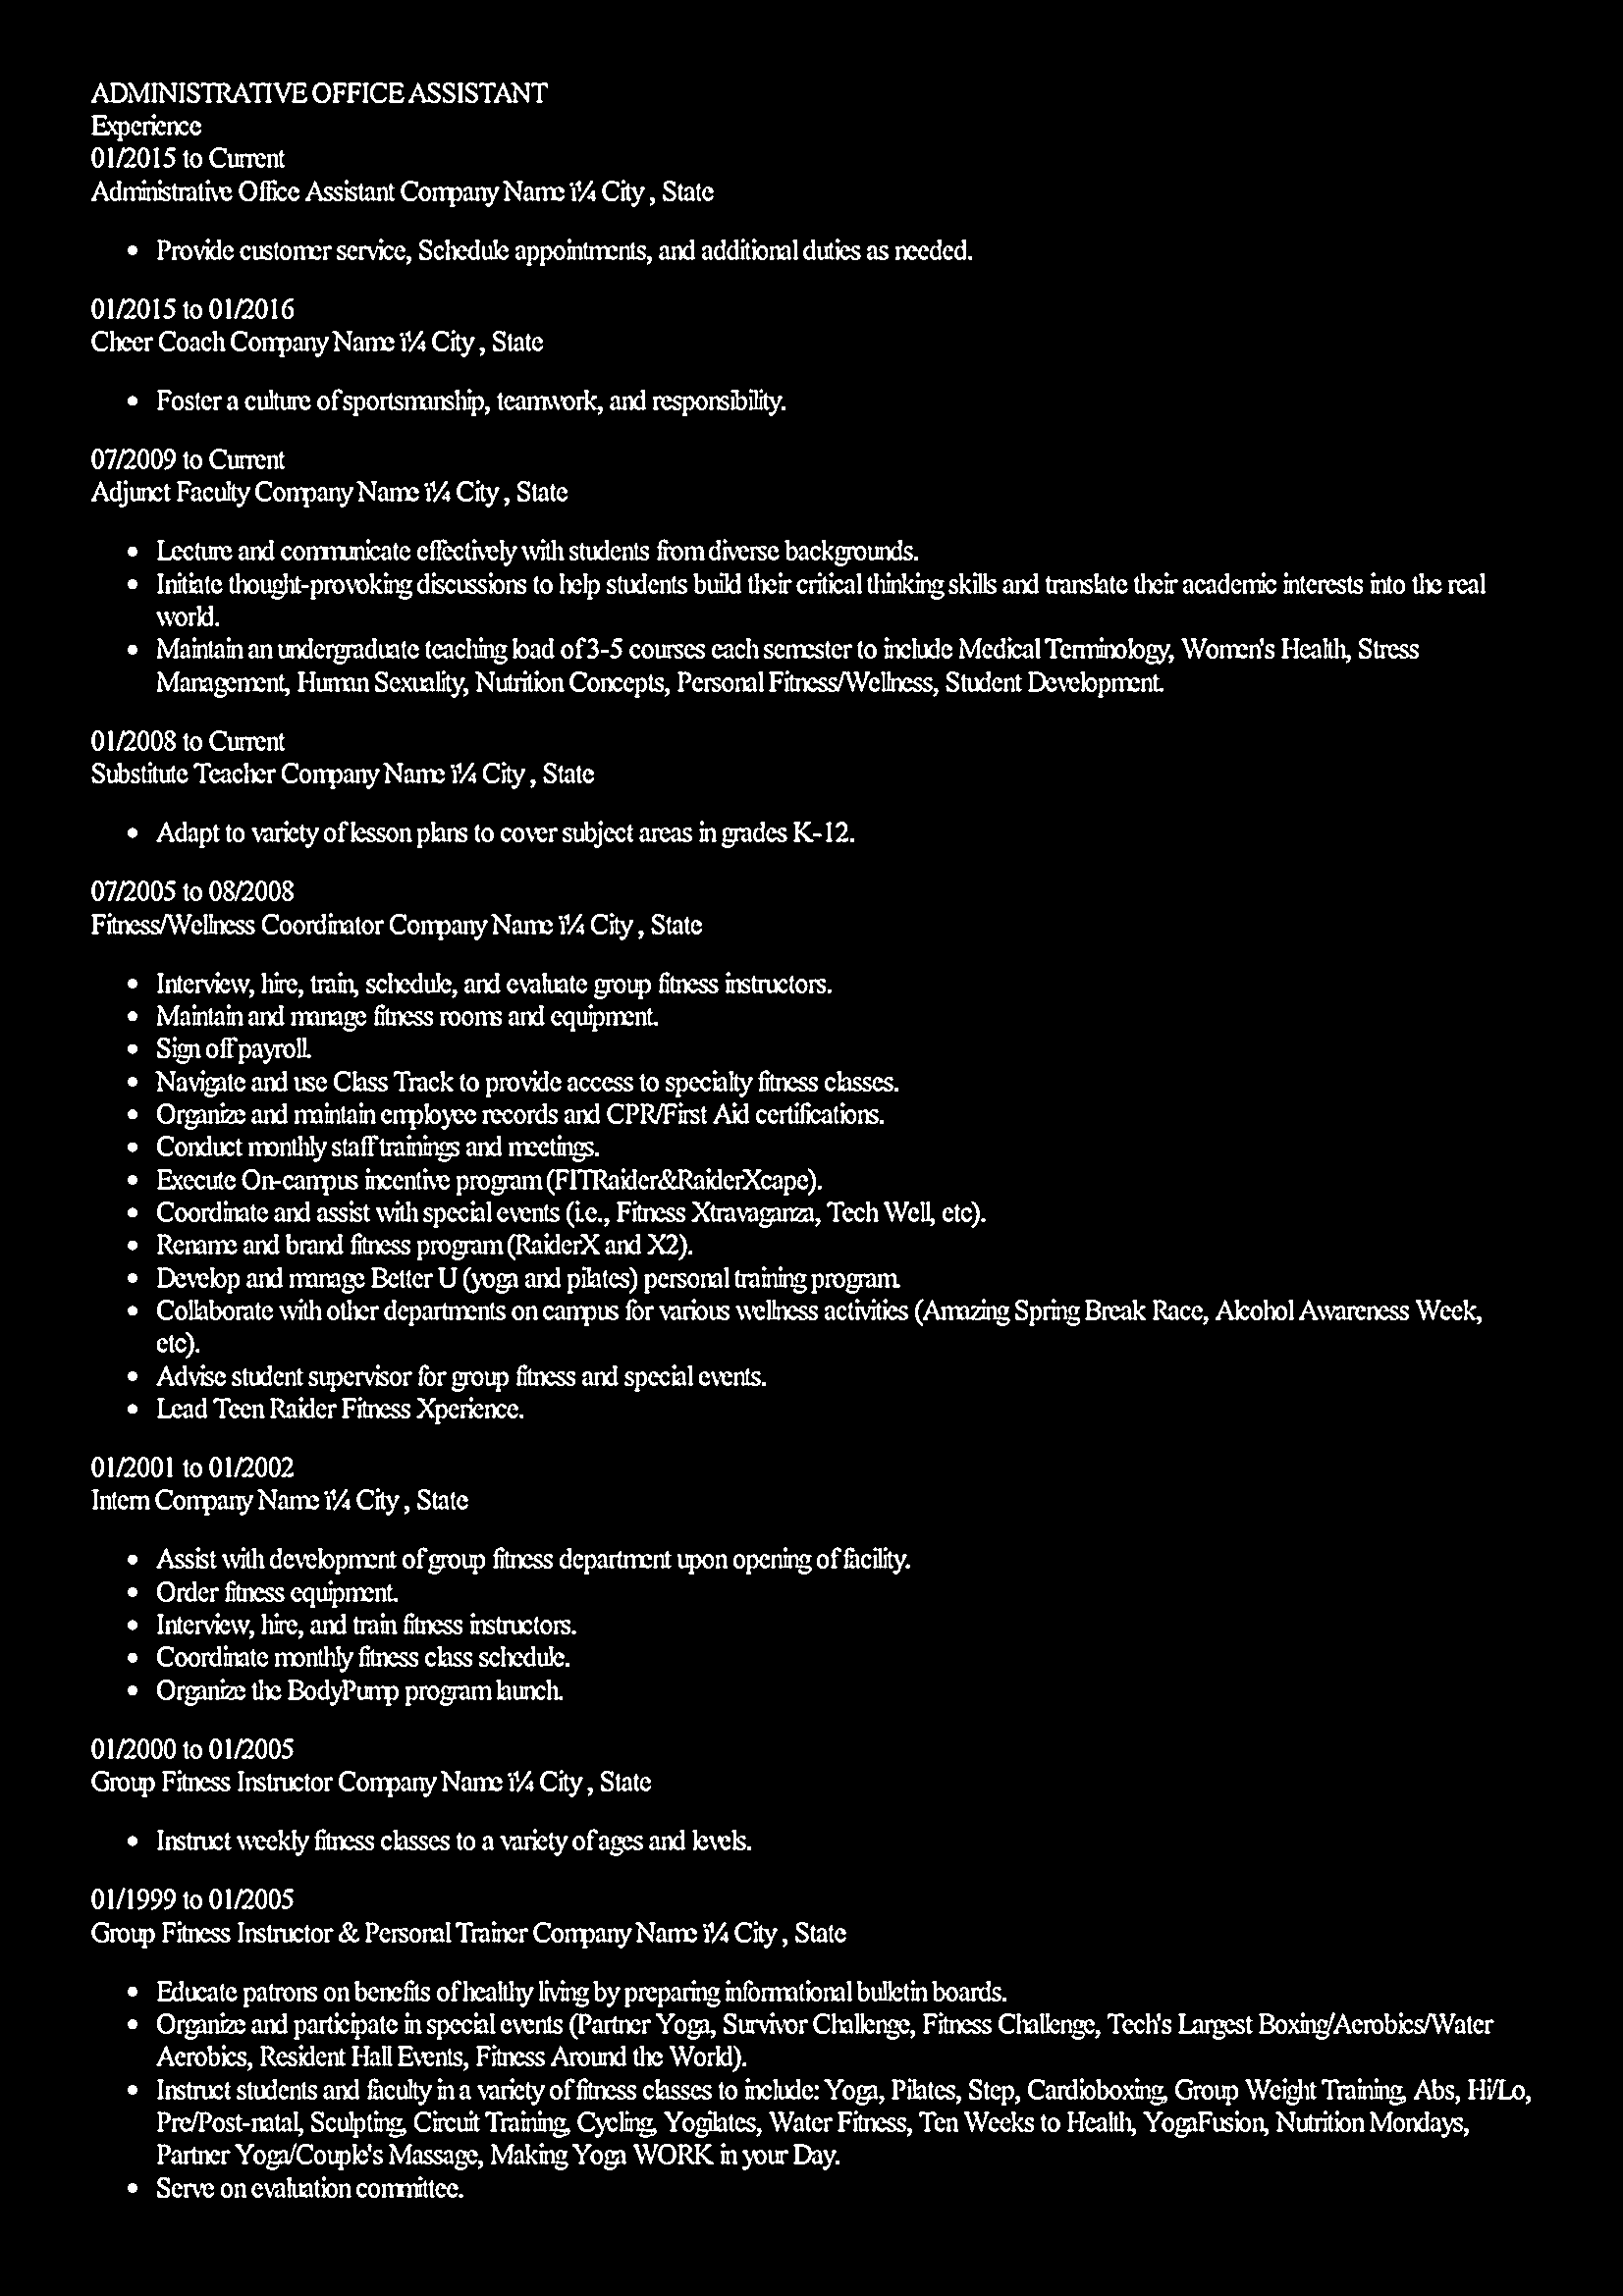 ADMINISTRATIVE OFFICE ASSISTANT
Experience
01/2015 to Current
Administrative Office Assistant Company Name ï¼ City , State
• Provide customer service, Schedule appointments, and additional duties as needed.
01/2015 to 01/2016
Cheer Coach Company Name ï¼ City , State
• Foster a culture of sportsmanship, teamwork, and responsibility.
07/2009 to Current
Adjunct Faculty Company Name ï¼ City , State
• Lecture and communicate effectively with students from diverse backgrounds.
• Initiate thought-provoking discussions to help students build their critical thinking skills and translate their academic interests into the real
world.
• Maintain an undergraduate teaching load of 3-5 courses each semester to include Medical Terminology, Women's Health, Stress
Management, Human Sexuality, Nutrition Concepts, Personal Fitness/Wellness, Student Development.
01/2008 to Current
Substitute Teacher Company Name ï¼ City , State
• Adapt to variety of lesson plans to cover subject areas in grades K-12.
07/2005 to 08/2008
Fitness/Wellness Coordinator Company Name ï¼ City , State
• Interview, hire, train, schedule, and evaluate group fitness instructors.
• Maintain and manage fitness rooms and equipment.
• Sign off payroll.
• Navigate and use Class Track to provide access to specialty fitness classes.
• Organize and maintain employee records and CPR/First Aid certifications.
• Conduct monthly staff trainings and meetings.
• Execute On-campus incentive program (FITRaider&RaiderXcape).
• Coordinate and assist with special events (i.e., Fitness Xtravaganza, Tech Well, etc).
• Rename and brand fitness program (RaiderX and X2).
• Develop and manage Better U (yoga and pilates) personal training program.
• Collaborate with other departments on campus for various wellness activities (Amazing Spring Break Race, Alcohol Awareness Week,
etc).
• Advise student supervisor for group fitness and special events.
• Lead Teen Raider Fitness Xperience.
01/2001 to 01/2002
Intern Company Name ï¼ City , State
• Assist with development of group fitness department upon opening of facility.
• Order fitness equipment.
• Interview, hire, and train fitness instructors.
• Coordinate monthly fitness class schedule.
• Organize the BodyPump program launch.
01/2000 to 01/2005
Group Fitness Instructor Company Name ï¼ City , State
• Instruct weekly fitness classes to a variety of ages and levels.
01/1999 to 01/2005
Group Fitness Instructor & Personal Trainer Company Name ï¼ City , State
• Educate patrons on benefits of healthy living by preparing informational bulletin boards.
• Organize and participate in special events (Partner Yoga, Survivor Challenge, Fitness Challenge, Tech's Largest Boxing/Aerobics/Water
Aerobics, Resident Hall Events, Fitness Around the World).
• Instruct students and faculty in a variety of fitness classes to include: Yoga, Pilates, Step, Cardioboxing, Group Weight Training, Abs, Hi/Lo,
Pre/Post-natal, Sculpting, Circuit Training, Cycling, Yogilates, Water Fitness, Ten Weeks to Health, YogaFusion, Nutrition Mondays,
Partner Yoga/Couple's Massage, Making Yoga WORK in your Day.
• Serve on evaluation committee.